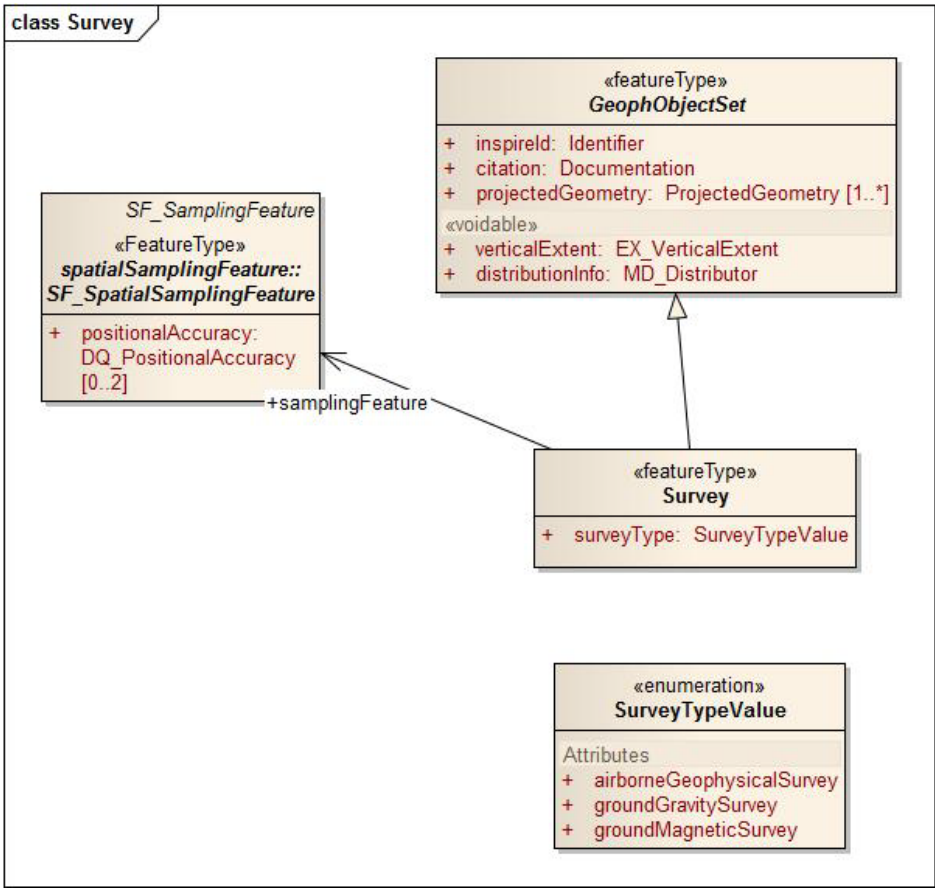 class Survey
«featureType»
GeophObjectSet
+ inspireId: Identifier
+ citation: Documentation
+ projectedGeometry: ProjectedGeometry [1..*]
«voidable»
+ verticalExtent: EX_VerticalExtent
+ distributionInfo: MD_Distributor
SF_SamplingFeature
«FeatureType»
spatialSamplingFeature::
SF_SpatialSamplingFeature
+ positionalAccuracy:
DQ_PositionalAccuracy
[0..2]
+samplingFeature
«featureType»
Survey
+ surveyType: SurveyTypeValue
«enumeration»
SurveyTypeValue
Attributes
+ airborneGeophysicalSurvey
+ groundGravitySurvey
+ groundMagneticSurvey